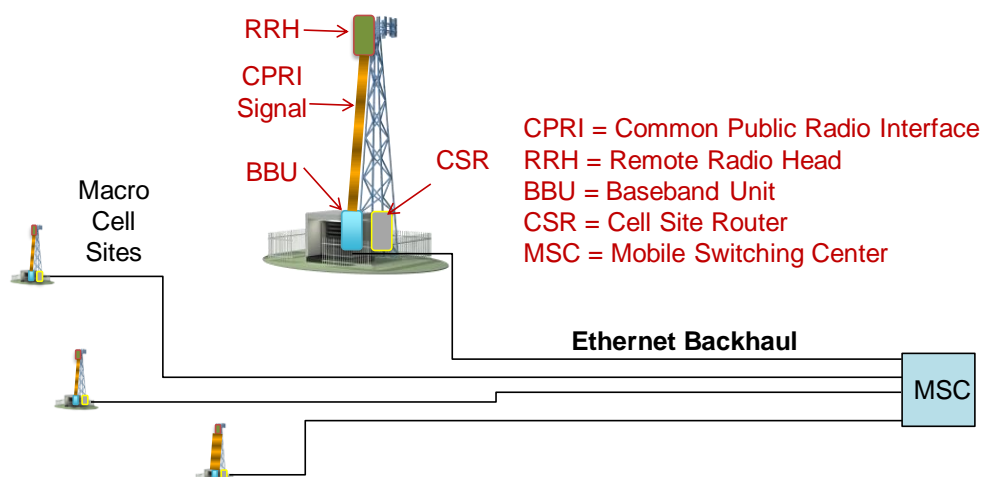 RRH
CPRI
Signal
BBU
CSR
CPRI = Common Public Radio Interface
RRH = Remote Radio Head
BBU = Baseband Unit
CSR = Cell Site Router
MSC = Mobile Switching Center
Macro
Cell
Sites
Ethernet Backhaul
MSC